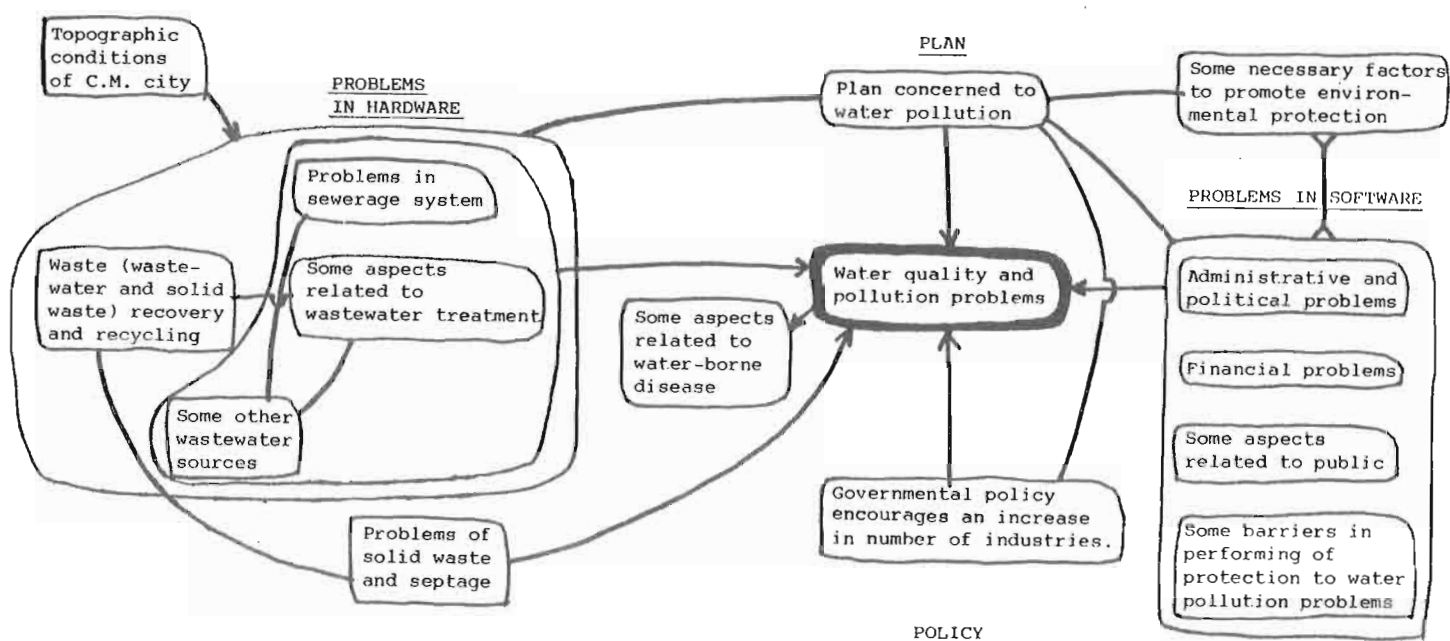 Topographic
conditions
of C.M. city
PROBLEMS
IN HARDWARE
Problems in
sewerage system
Waste (waste-
water and solid
waste) recovery
and recycling
Some aspects
related to
wastewater treatment
Some other
wastewater
sources
Problems of
solid waste
and septage
PLAN
Plan concerned to
water pollution
Water quality and
pollution problems
Some aspects
related to
water-borne
disease
Governmental policy
encourages an increase
in number of industries.
POLICY
Some necessary factors
to promote environ-
mental protection
PROBLEMS IN SOFTWARE
Administrative and
political problems
Financial problems
Some aspects
related to public
Some barriers in
performing of
protection to water
pollution problems